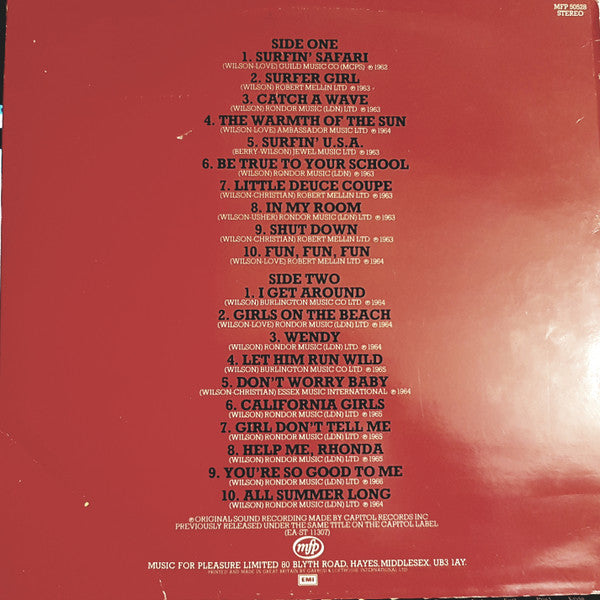 MFP 50528
STEREO
SIDE ONE
1. SURFIN' SAFARI
(WILSON-LOVE) GUILD MUSIC CO (MCPS) ℗ 1962
2. SURFER GIRL
(WILSON) ROBERT MELLIN LTD ℗ 1963
3. CATCH A WAVE
(WILSON) RONDOR MUSIC (LDN) LTD ℗ 1963
4. THE WARMTH OF THE SUN
(WILSON-LOVE) AMBASSADOR MUSIC LTD ℗ 1964
5. SURFIN' U.S.A.
(BERRY-WILSON) JEWEL MUSIC LTD ℗ 1963
6. BE TRUE TO YOUR SCHOOL
(WILSON) RONDOR MUSIC (LDN) ℗ 1963
7. LITTLE DEUCE COUPE
(WILSON-CHRISTIAN) ROBERT MELLIN LTD ℗ 1963
8. IN MY ROOM
(WILSON-USHER) RONDOR MUSIC (LDN) LTD ℗ 1963
9. SHUT DOWN
(WILSON-CHRISTIAN) ROBERT MELLIN LTD ℗ 1963
10. FUN, FUN, FUN
(WILSON-LOVE) ROBERT MELLIN LTD ℗ 1964
SIDE TWO
1. I GET AROUND
(WILSON) BURLINGTON MUSIC CO LTD ℗ 1964
2. GIRLS ON THE BEACH
(WILSON-LOVE) RONDOR MUSIC (LDN) LTD ℗ 1964
3. WENDY
(WILSON) RONDOR MUSIC (LDN) LTD ℗ 1964
4. LET HIM RUN WILD
(WILSON) BURLINGTON MUSIC CO LTD ℗ 1965
5. DON'T WORRY BABY
(WILSON-CHRISTIAN) ESSEX MUSIC INTERNATIONAL ℗ 1964
6. CALIFORNIA GIRLS
(WILSON) RONDOR MUSIC (LDN) LTD ℗ 1965
7. GIRL DON'T TELL ME
(WILSON) RONDOR MUSIC (LDN) LTD ℗ 1965
8. HELP ME, RHONDA
(WILSON) RONDOR MUSIC (LDN) LTD ℗ 1965
9. YOU'RE SO GOOD TO ME
(WILSON) RONDOR MUSIC (LDN) LTD ℗ 1966
10. ALL SUMMER LONG
(WILSON) RONDOR MUSIC (LDN) LTD ℗ 1964
℗ ORIGINAL SOUND RECORDING MADE BY CAPITOL RECORDS INC
PREVIOUSLY RELEASED UNDER THE SAME TITLE ON THE CAPITOL LABEL
(EA-ST 11307)
mfp
MUSIC FOR PLEASURE LIMITED 80 BLYTH ROAD, HAYES, MIDDLESEX. UB3 1AY.
PRINTED AND MADE IN GREAT BRITAIN BY GARROD & LOFTHOUSE INTERNATIONAL LTD
EMI